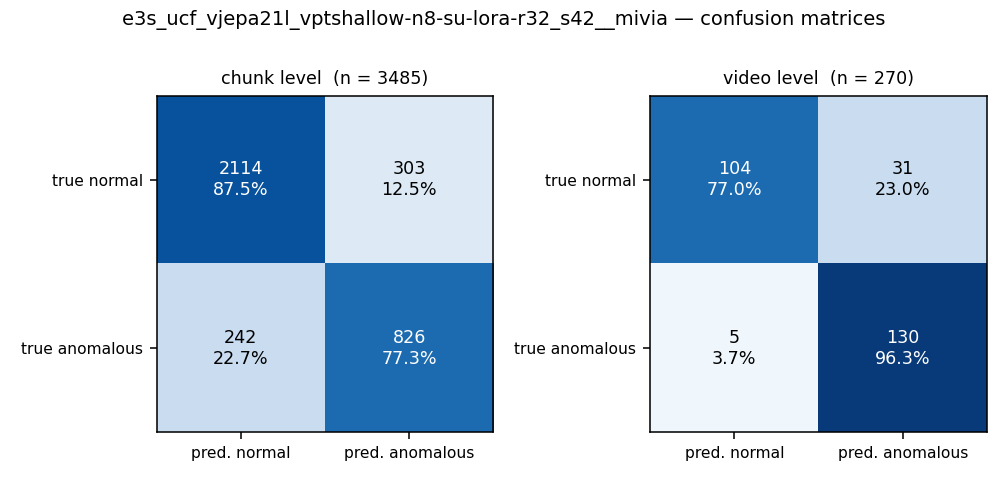 e3s_ucf_vjepa21l_vptshallow-n8-su-lora-r32_s42__mivia — confusion matrices
chunk level  (n = 3485)
true normal
2114
87.5%
303
12.5%
true anomalous
242
22.7%
826
77.3%
pred. normal
pred. anomalous
video level  (n = 270)
true normal
104
77.0%
31
23.0%
true anomalous
5
3.7%
130
96.3%
pred. normal
pred. anomalous